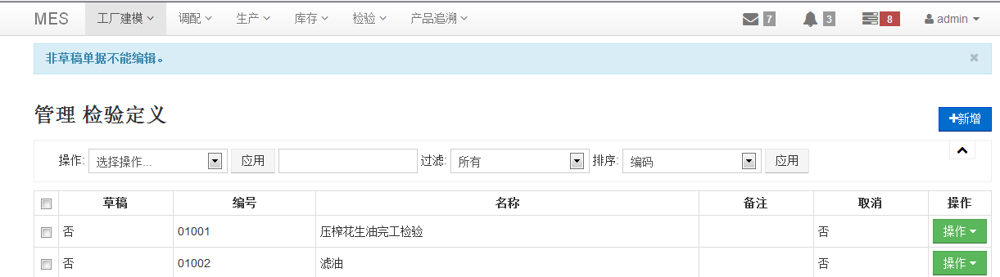 MES 工厂建模 调配 生产 库存 检验 产品追溯 7 3 8 admin
非草稿单据不能编辑。 ×
管理 检验定义
+新增
操作: 选择操作... 应用 过滤: 所有 排序: 编码 应用
草稿 编号 名称 备注 取消 操作
否 01001 压榨花生油完工检验 否 操作
否 01002 滤油 否 操作